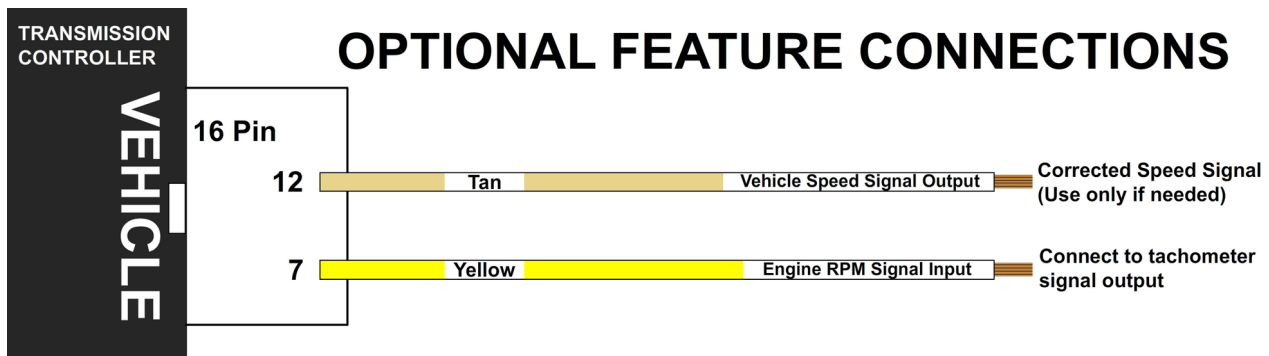 TRANSMISSION
CONTROLLER
OPTIONAL FEATURE CONNECTIONS
VEHICLE
16 Pin
12
Tan
Vehicle Speed Signal Output
Corrected Speed Signal
(Use only if needed)
7
Yellow
Engine RPM Signal Input
Connect to tachometer
signal output